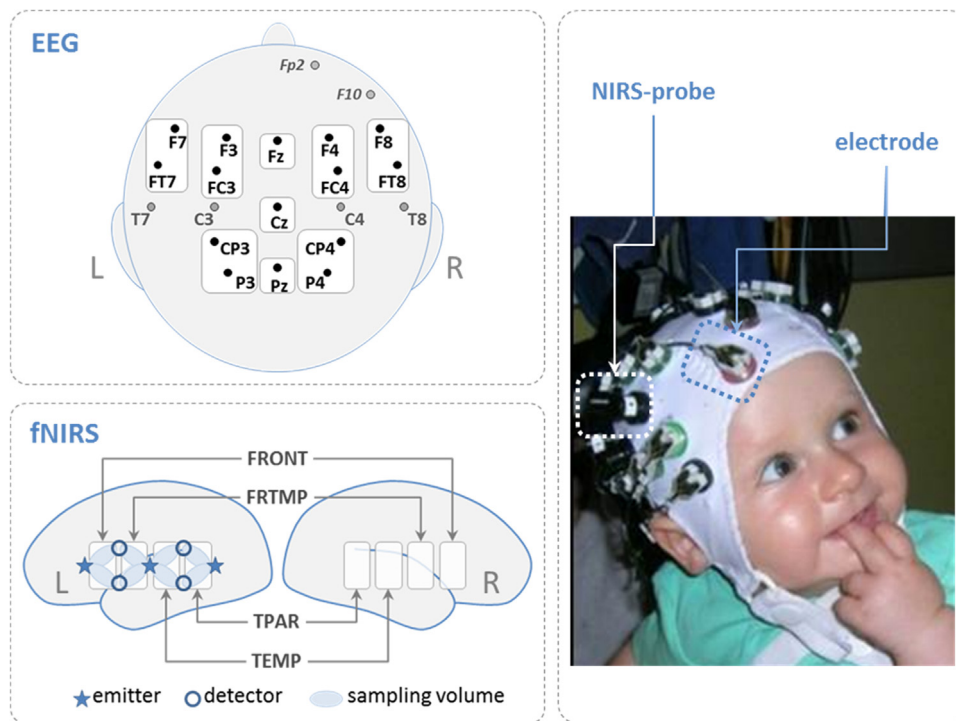 EEG
Fp2
F10
F7 F3 Fz F4 F8
FT7 FC3 FC4 FT8
T7 C3 Cz C4 T8
CP3 CP4
P3 Pz P4
L R
fNIRS
FRONT
FRTMP
L R
TPAR
TEMP
emitter detector sampling volume
NIRS-probe
electrode